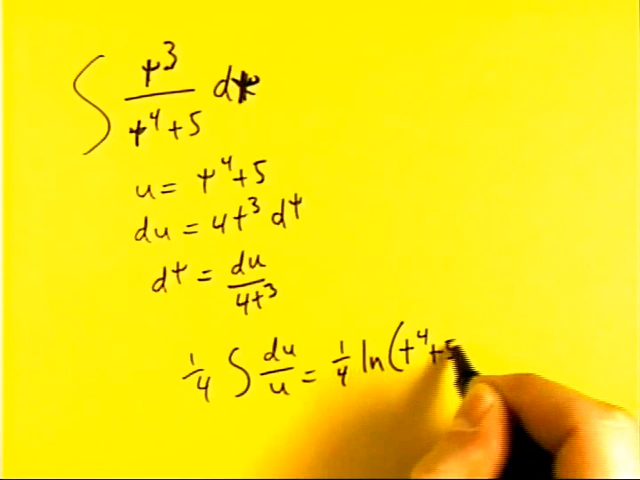 ∫ t³/(t⁴+5) dt
u = t⁴+5
du = 4t³ dt
dt = du/4t³
1/4 ∫ du/u = 1/4 ln(t⁴+5